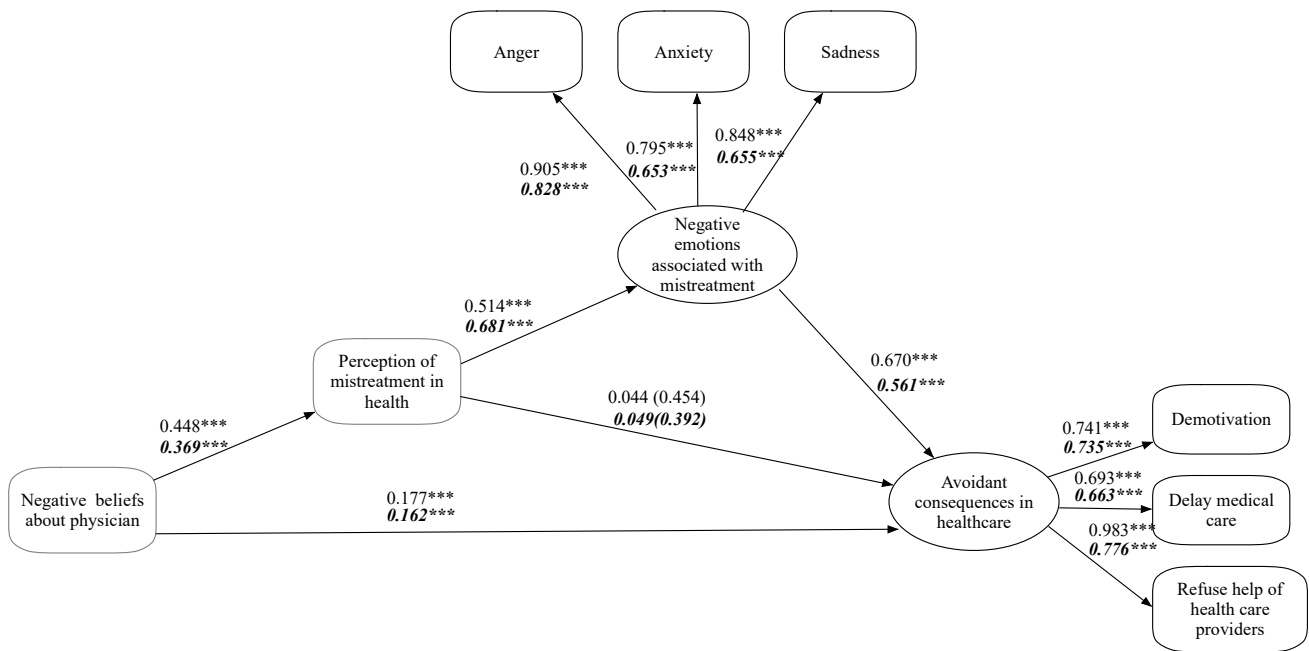 Anger
Anxiety
Sadness
0.905***
0.828***
0.795***
0.653***
0.848***
0.655***
Negative
emotions
associated with
mistreatment
0.514***
0.681***
Perception of
mistreatment in
health
0.670***
0.561***
0.044 (0.454)
0.049(0.392)
0.448***
0.369***
Negative beliefs
about physician
0.177***
0.162***
Avoidant
consequences in
healthcare
0.741***
0.735***
Demotivation
0.693***
0.663***
Delay medical
care
0.983***
0.776***
Refuse help of
health care
providers